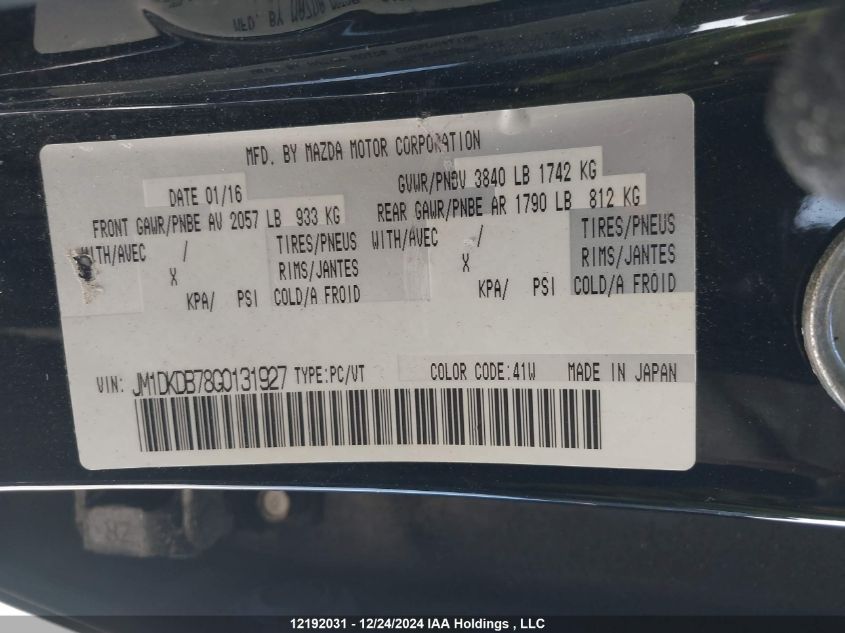 MFD. BY MAZDA
MFD. BY MAZDA MOTOR CORPORATION
DATE 01/16
GVWR/PNBV 3840 LB 1742 KG
FRONT GAWR/PNBE AV 2057 LB 933 KG
REAR GAWR/PNBE AR 1790 LB 812 KG
WITH/AVEC / TIRES/PNEUS
WITH/AVEC / TIRES/PNEUS
X RIMS/JANTES
X RIMS/JANTES
KPA/ PSI COLD/A FROID
KPA/ PSI COLD/A FROID
VIN: JM1DKDB78G0131927 TYPE:PC/VT COLOR CODE:41W MADE IN JAPAN
12192031 - 12/24/2024 IAA Holdings , LLC